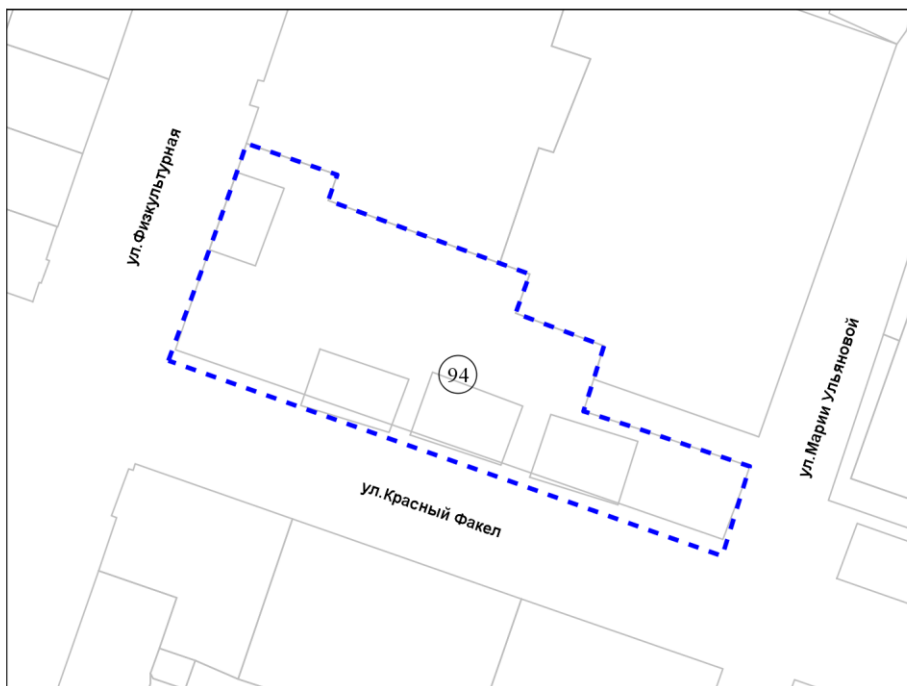 ул.Физкультурная
94
ул.Марии Ульяновой
ул.Красный Факел